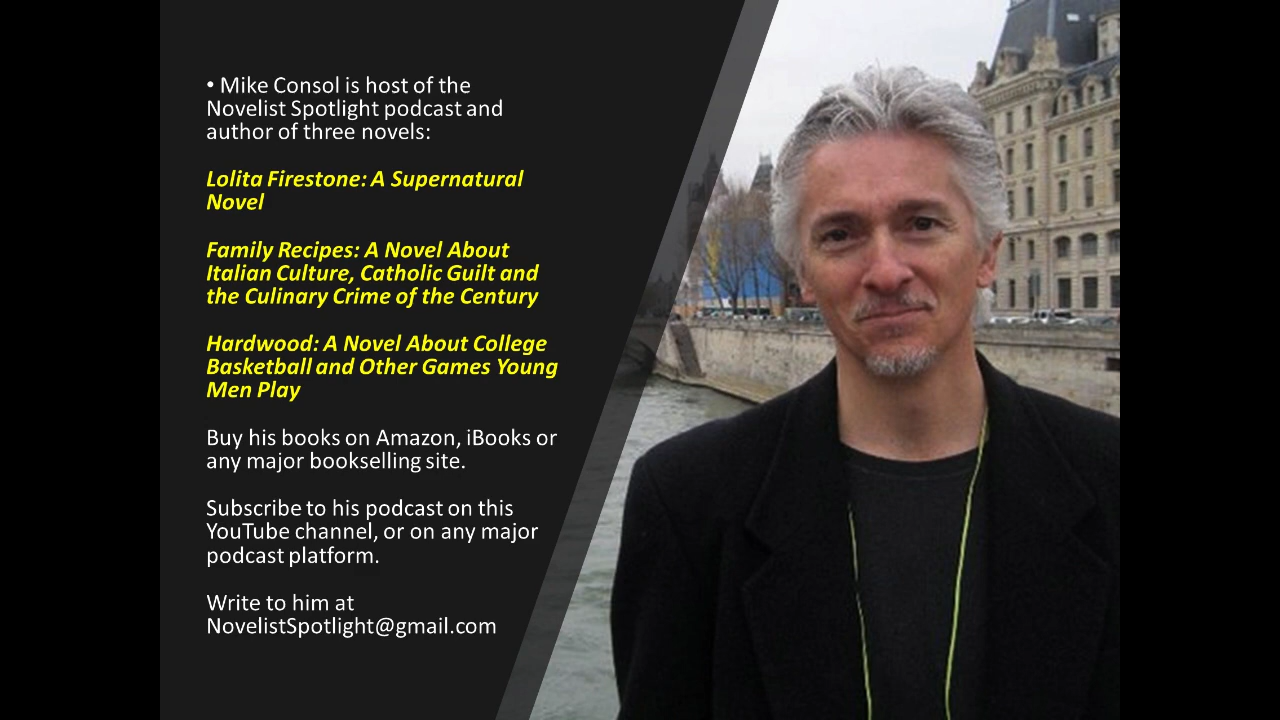 • Mike Consol is host of the
Novelist Spotlight podcast and
author of three novels:
Lolita Firestone: A Supernatural
Novel
Family Recipes: A Novel About
Italian Culture, Catholic Guilt and
the Culinary Crime of the Century
Hardwood: A Novel About College
Basketball and Other Games Young
Men Play
Buy his books on Amazon, iBooks or
any major bookselling site.
Subscribe to his podcast on this
YouTube channel, or on any major
podcast platform.
Write to him at
NovelistSpotlight@gmail.com